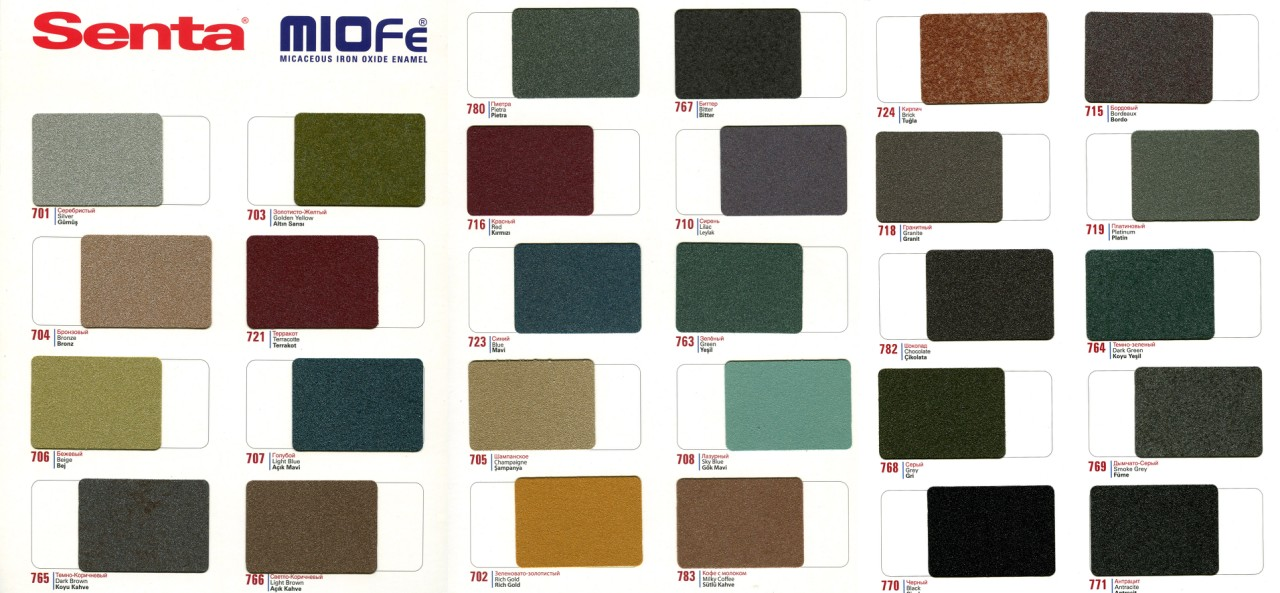 Senta®
MIOFe®
MICACEOUS IRON OXIDE ENAMEL
701
Серебристый
Silver
Gümüş
703
Золотисто-Желтый
Golden Yellow
Altın Sarısı
704
Бронзовый
Bronze
Bronz
721
Терракот
Terracotte
Terrakot
706
Бежевый
Beige
Bej
707
Голубой
Light Blue
Açık Mavi
765
Темно-Коричневый
Dark Brown
Koyu Kahve
766
Светло-Коричневый
Light Brown
Açık Kahve
780
Пиетра
Pietra
Pietra
767
Биттер
Bitter
Bitter
716
Красный
Red
Kırmızı
710
Сирень
Lilac
Leylak
723
Синий
Blue
Mavi
763
Зелёный
Green
Yeşil
705
Шампанское
Champaigne
Şampanya
708
Лазурный
Sky Blue
Gök Mavi
702
Зеленовато-золотистый
Rich Gold
Rich Gold
783
Кофе с молоком
Milky Coffee
Sütlü Kahve
724
Кирпич
Brick
Tuğla
715
Бордовый
Bordeaux
Bordo
718
Гранитный
Granite
Granit
719
Платиновый
Platinum
Platin
782
Шоколад
Chocolate
Çikolata
764
Темно-зеленый
Dark Green
Koyu Yeşil
768
Серый
Grey
Gri
769
Дымчато-Серый
Smoke Grey
Füme
770
Черный
Black
771
Антрацит
Antracite